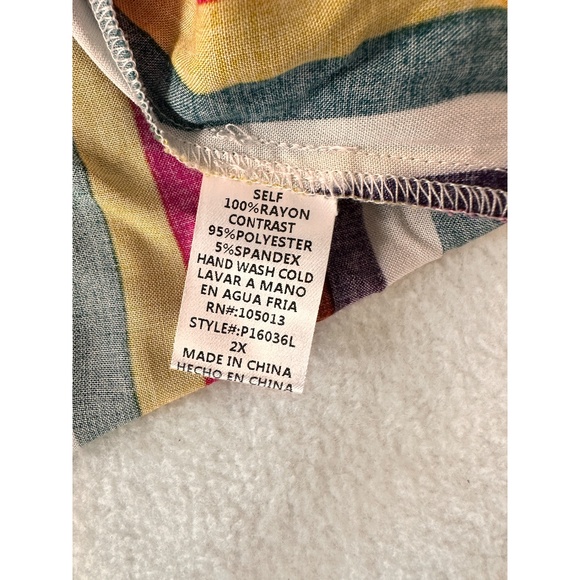 SELF
100%RAYON
CONTRAST
95%POLYESTER
5%SPANDEX
HAND WASH COLD
LAVAR A MANO
EN AGUA FRIA
RN#:105013
STYLE#:P16036L
2X
MADE IN CHINA
HECHO EN CHINA